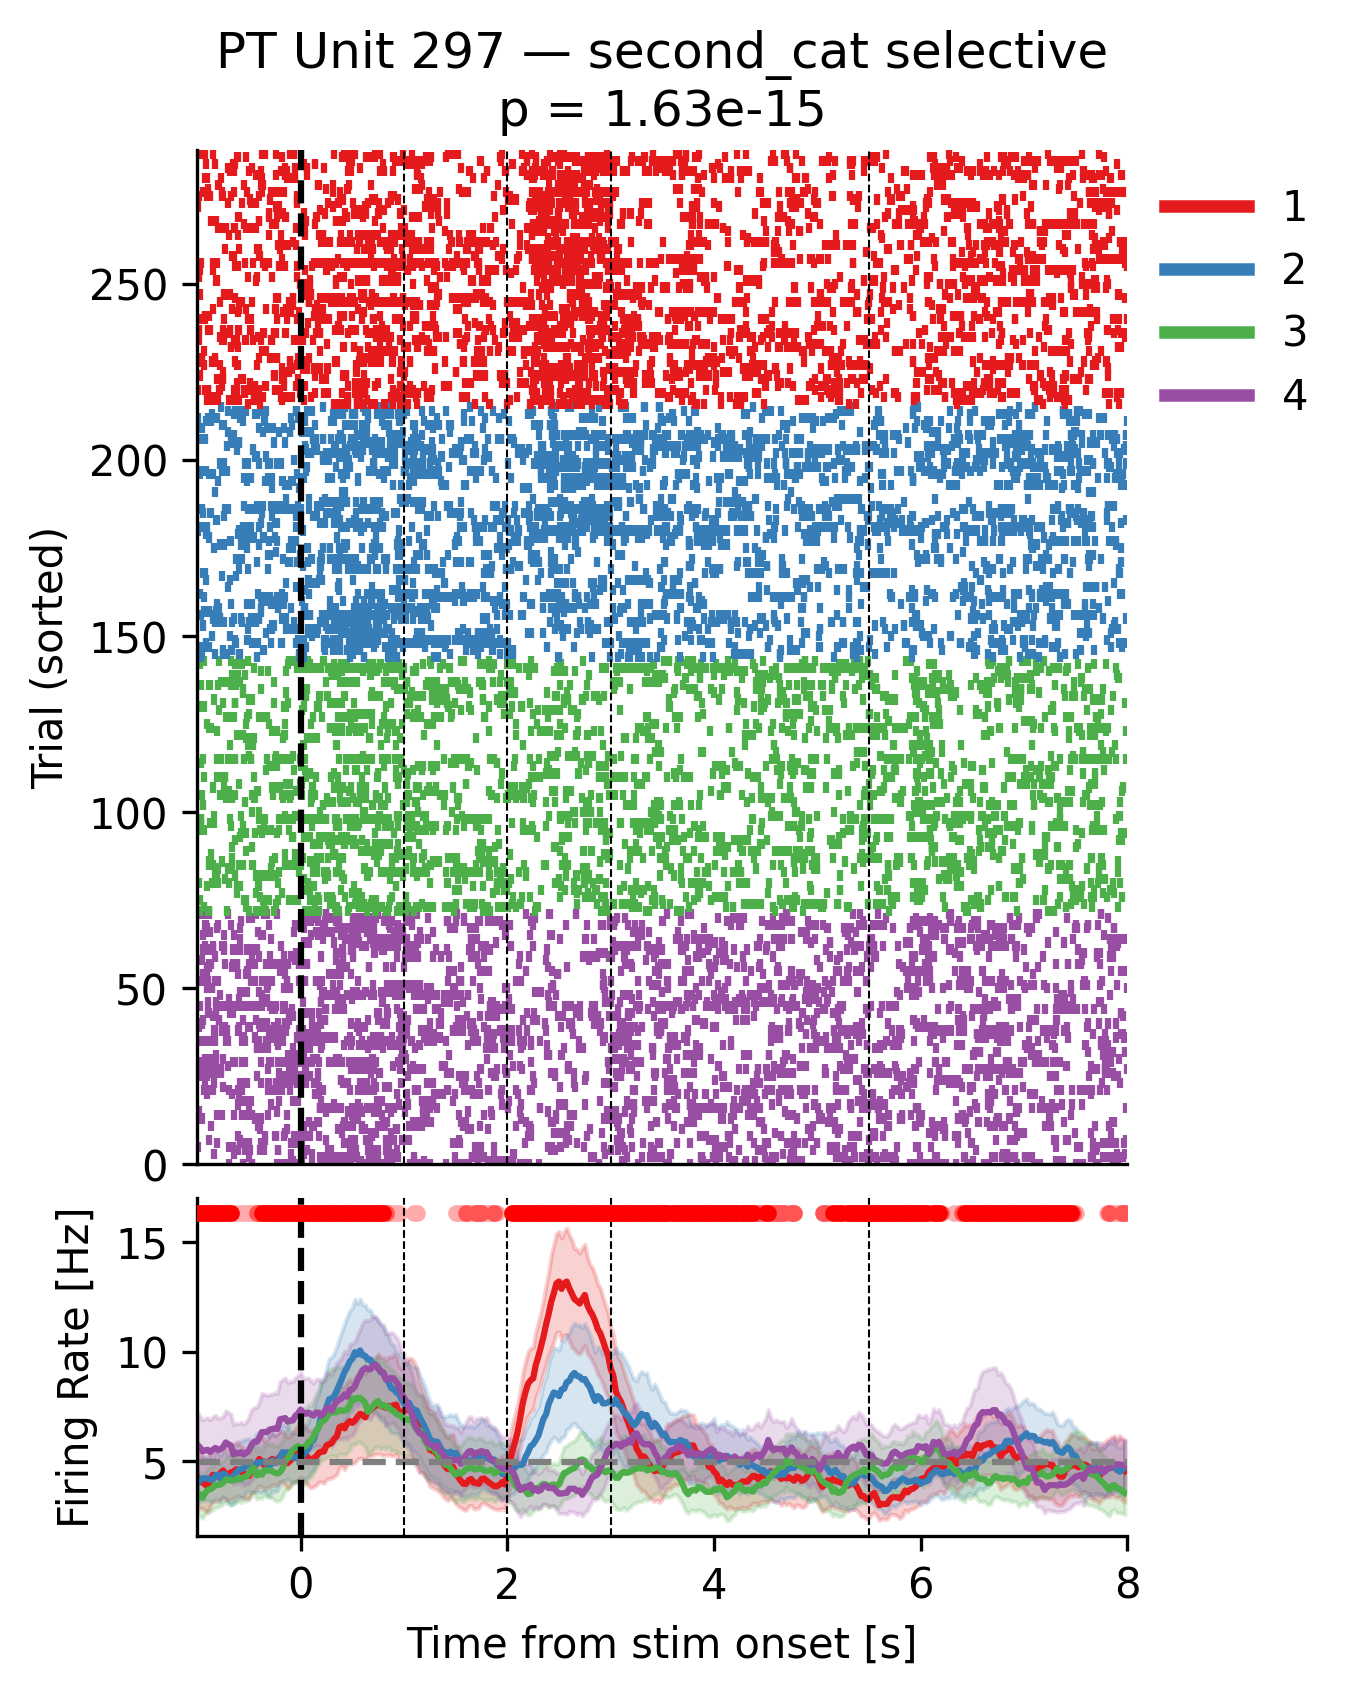 PT Unit 297 — second_cat selective
p = 1.63e-15
1
2
3
4
250
200
150
100
50
0
Trial (sorted)
15
10
5
Firing Rate [Hz]
0 2 4 6 8
Time from stim onset [s]